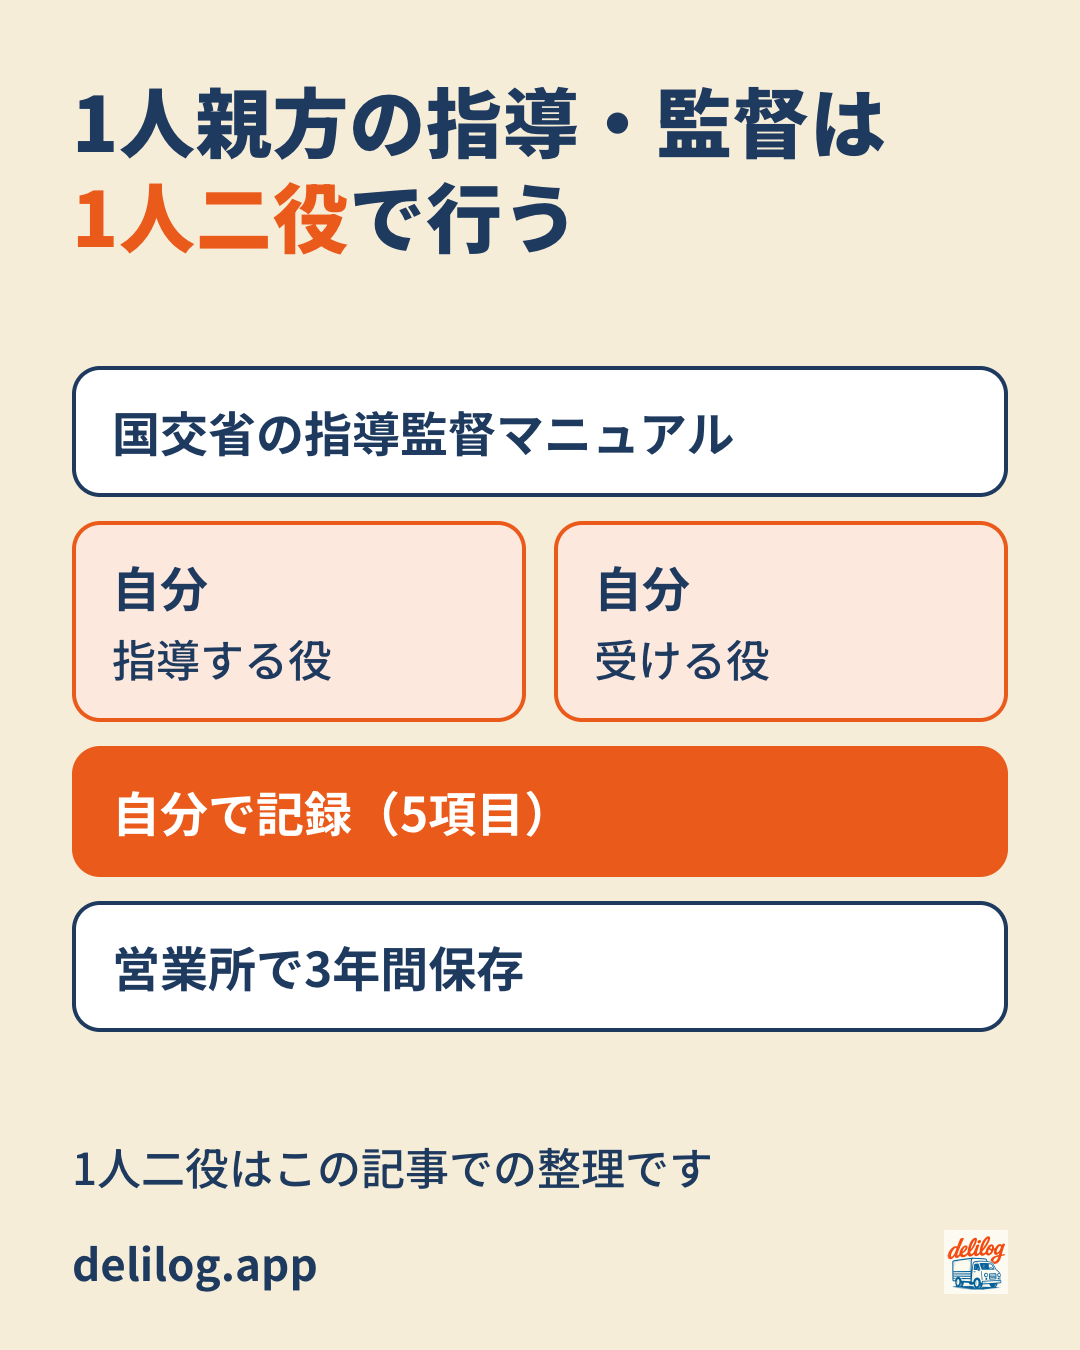 1人親方の指導・監督は
1人二役で行う
国交省の指導監督マニュアル
自分
指導する役
自分
受ける役
自分で記録（5項目）
営業所で3年間保存
1人二役はこの記事での整理です
delilog.app
delilog